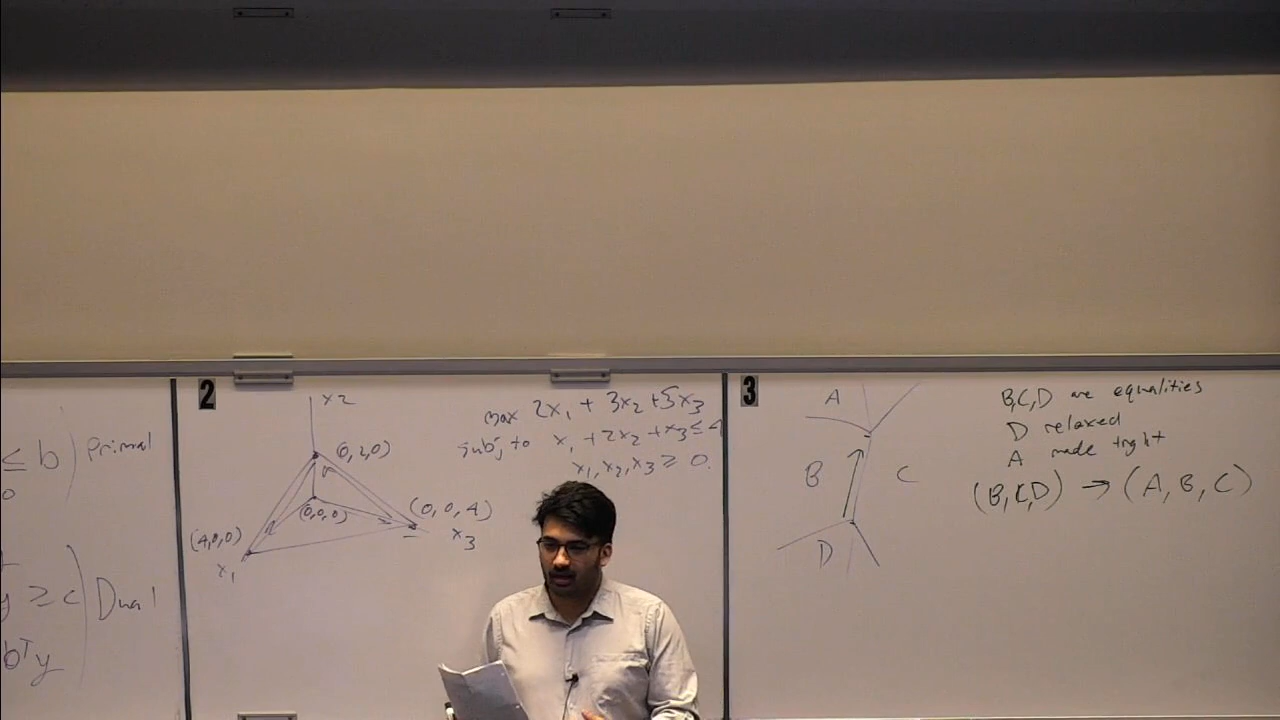 ≤ b
0
Primal
≥ c
Dual
bᵀy
2
x2
(0,2,0)
(0,0,0)
(4,0,0)
x₁
(0,0,4)
x₃
max 2x₁ + 3x₂ + 5x₃
subj to x₁ + 2x₂ + x₃ ≤ 4
x₁, x₂, x₃ ≥ 0.
3
A
B
C
D
B,C,D are equalities
D relaxed
A made tight
(B,C,D) → (A, B, C)